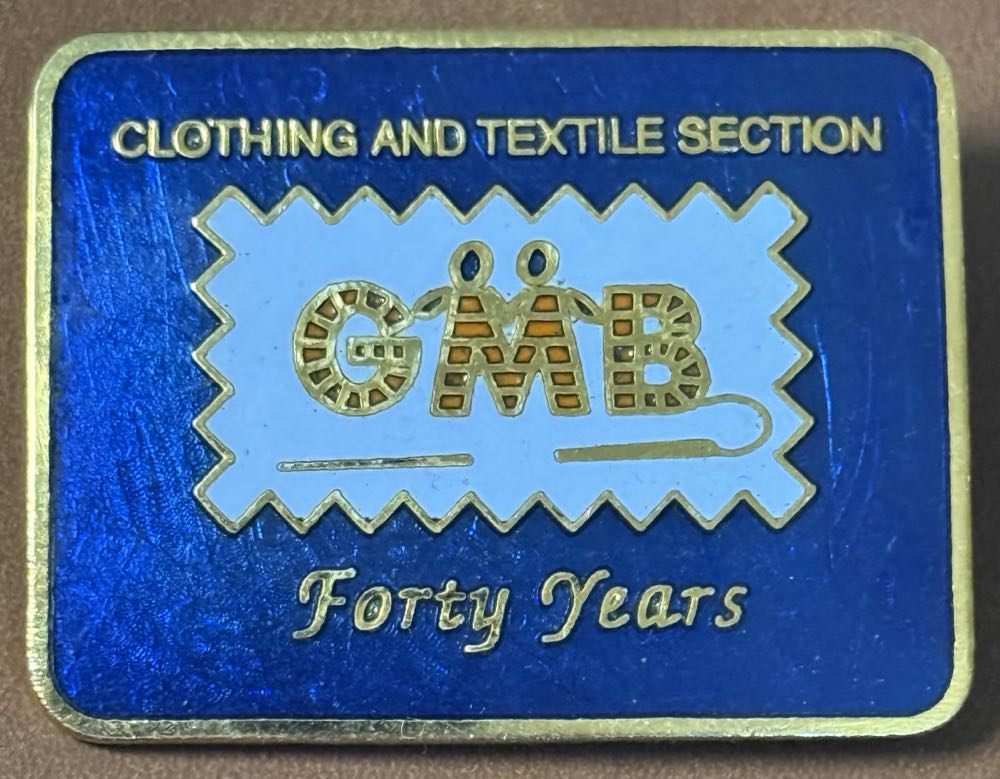 CLOTHING AND TEXTILE SECTION
GMB
Forty Years